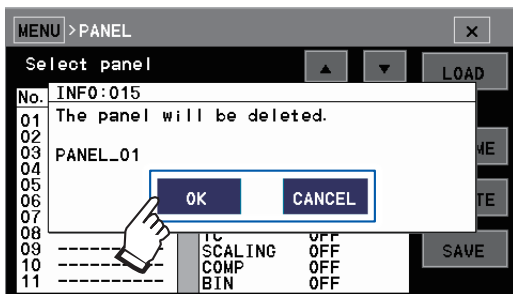 MENU > PANEL ×
Select panel ▲ ▼ LOAD
No. INFO:015
01 The panel will be deleted.
02
03 PANEL_01 ME
04
05
06 OK CANCEL TE
07
08 TC OFF
09 ------- SCALING OFF SAVE
10 ------- COMP OFF
11 ------- BIN OFF